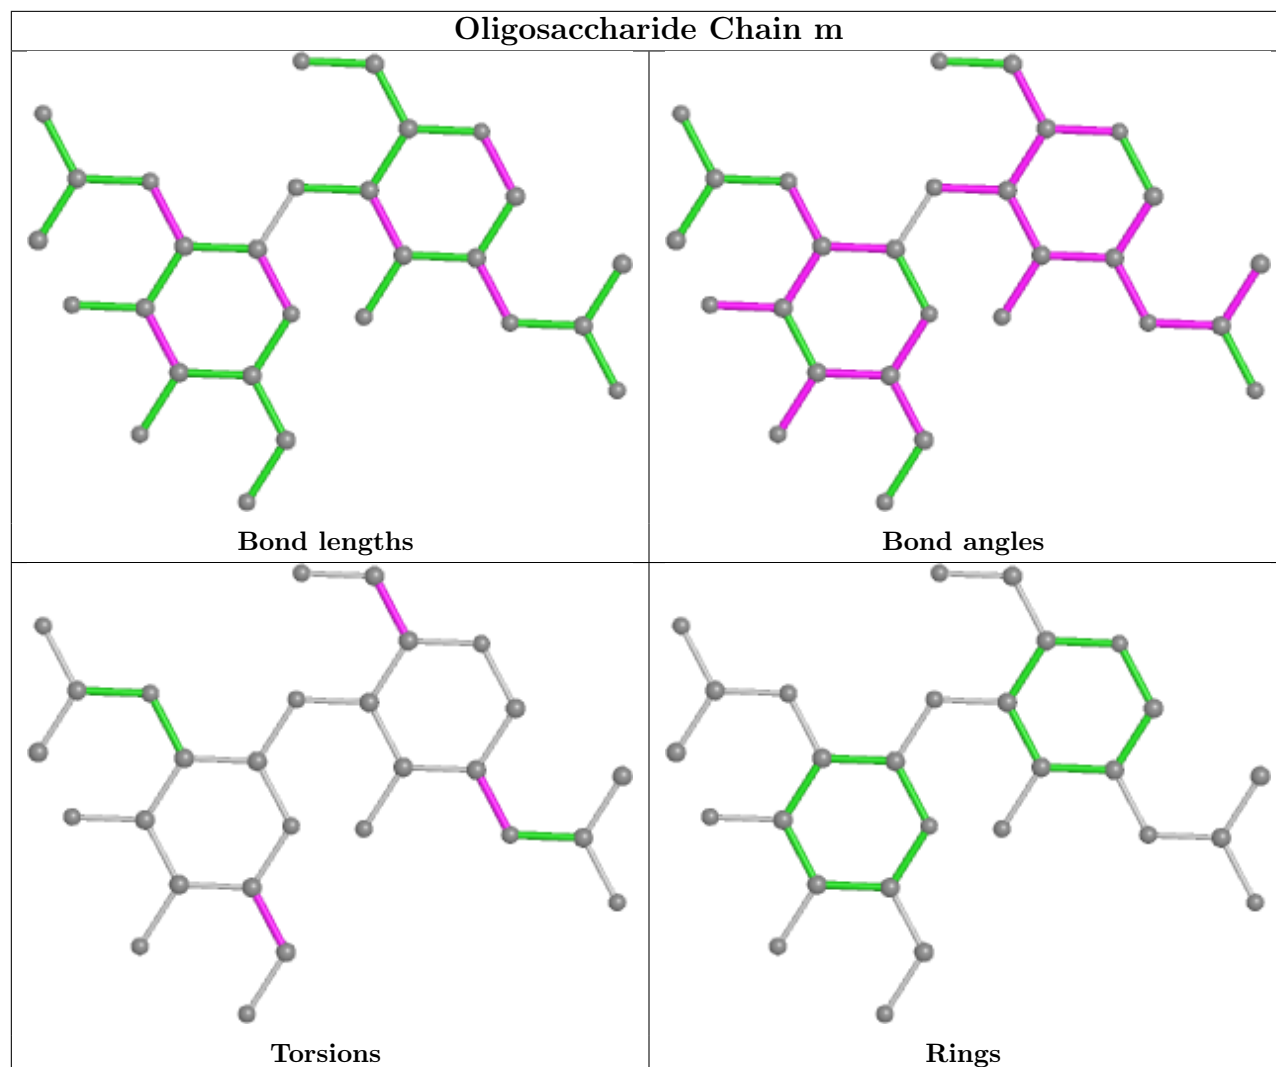 Oligosaccharide Chain m
Bond lengths
Bond angles
Torsions
Rings